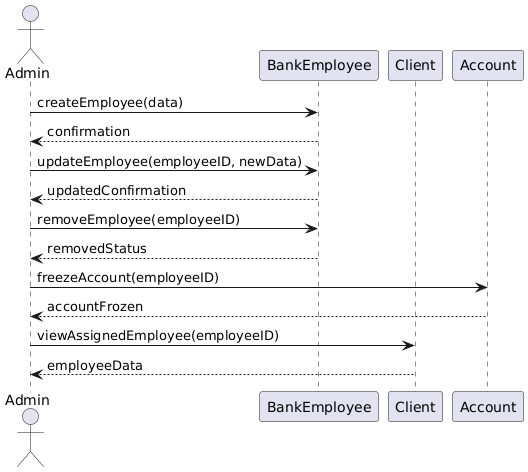 Admin
BankEmployee
Client
Account
createEmployee(data)
confirmation
updateEmployee(employeeID, newData)
updatedConfirmation
removeEmployee(employeeID)
removedStatus
freezeAccount(employeeID)
accountFrozen
viewAssignedEmployee(employeeID)
employeeData
Admin
BankEmployee
Client
Account